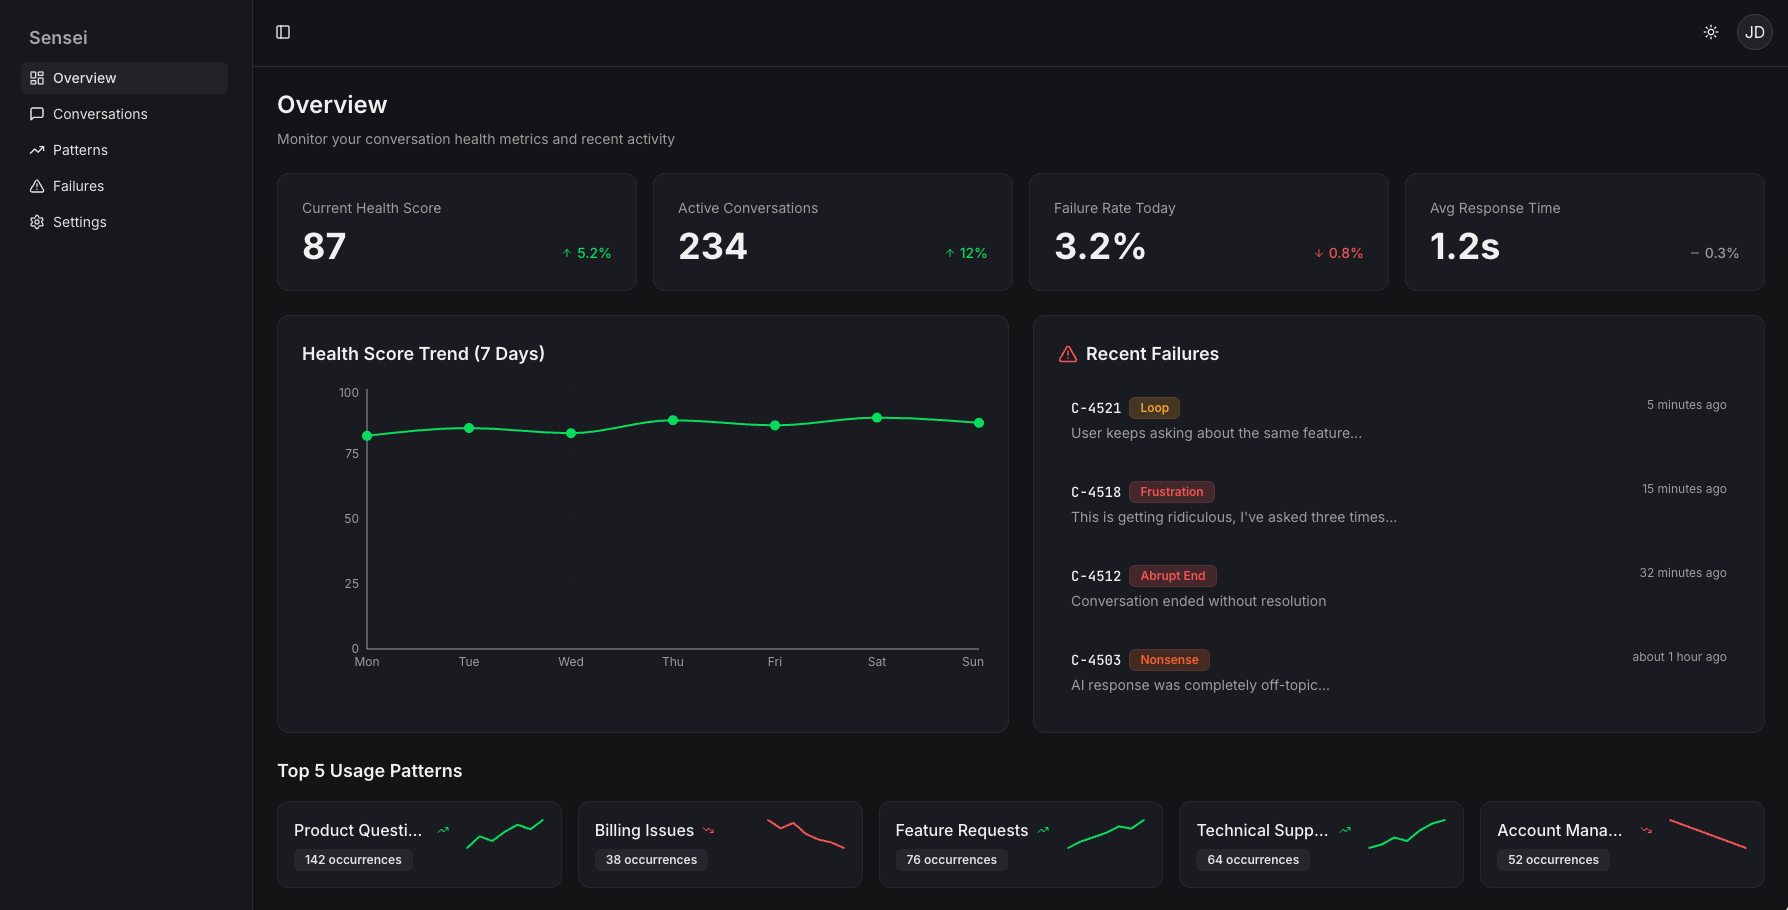 Sensei
Overview
Conversations
Patterns
Failures
Settings
JD
Overview
Monitor your conversation health metrics and recent activity
Current Health Score
87
↑ 5.2%
Active Conversations
234
↑ 12%
Failure Rate Today
3.2%
↓ 0.8%
Avg Response Time
1.2s
— 0.3%
Health Score Trend (7 Days)
100
75
50
25
0
Mon Tue Wed Thu Fri Sat Sun
Recent Failures
C-4521 Loop 5 minutes ago
User keeps asking about the same feature...
C-4518 Frustration 15 minutes ago
This is getting ridiculous, I've asked three times...
C-4512 Abrupt End 32 minutes ago
Conversation ended without resolution
C-4503 Nonsense about 1 hour ago
AI response was completely off-topic...
Top 5 Usage Patterns
Product Questi...
142 occurrences
Billing Issues
38 occurrences
Feature Requests
76 occurrences
Technical Supp...
64 occurrences
Account Mana...
52 occurrences